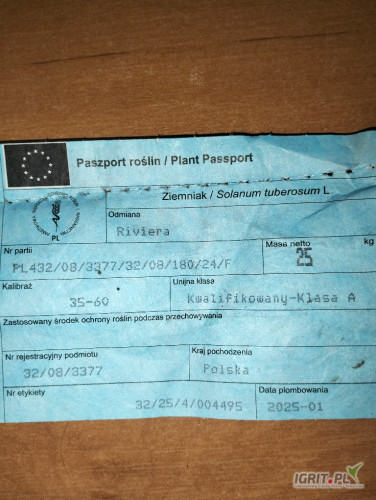 Paszport roślin / Plant Passport
Ziemniak / Solanum tuberosum L
PL
Odmiana
Riviera
Nr partii
PL432/08/3377/32/08/180/24/F
Masa netto
25
kg
Kalibraż
35-60
Unijna klasa
Kwalifikowany-Klasa A
Zastosowany środek ochrony roślin podczas przechowywania
Nr rejestracyjny podmiotu
32/08/3377
Kraj pochodzenia
Polska
Nr etykiety
32/25/4/004495
Data plombowania
2025-01
IGRIT.PL